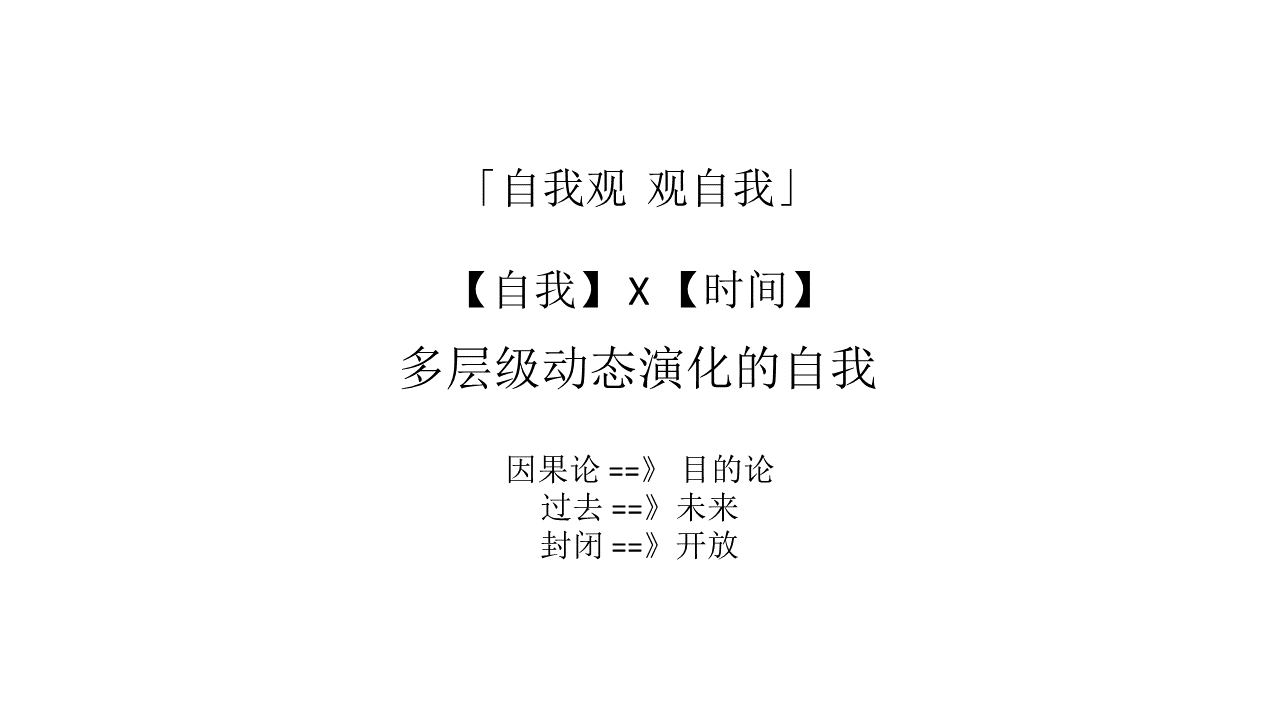 「自我观 观自我」
【自我】X【时间】
多层级动态演化的自我
因果论 ==》 目的论
过去 ==》未来
封闭 ==》开放